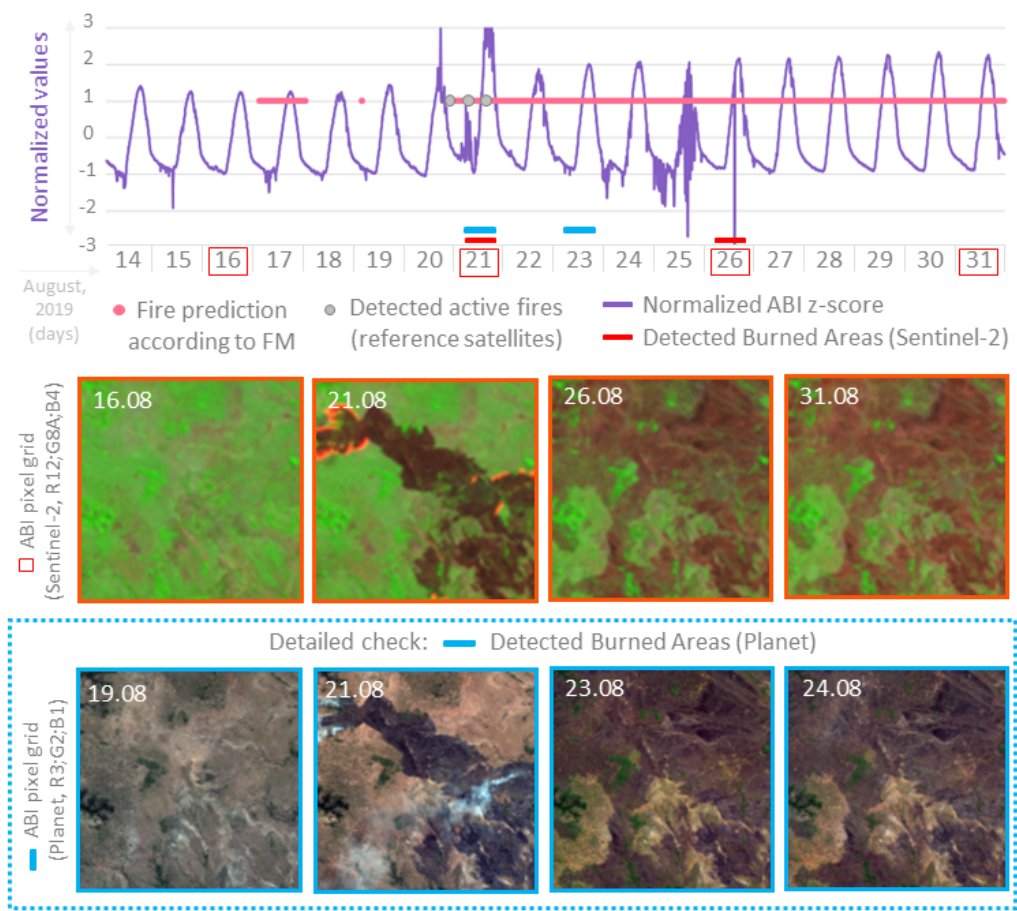 Normalized values
3
2
1
0
-1
-2
-3
14 15 16 17 18 19 20 21 22 23 24 25 26 27 28 29 30 31
August,
2019
(days)
Fire prediction
according to FM
Detected active fires
(reference satellites)
Normalized ABI z-score
Detected Burned Areas (Sentinel-2)
ABI pixel grid
(Sentinel-2, R12;G8A;B4)
16.08
21.08
26.08
31.08
Detailed check: Detected Burned Areas (Planet)
ABI pixel grid
(Planet, R3;G2;B1)
19.08
21.08
23.08
24.08